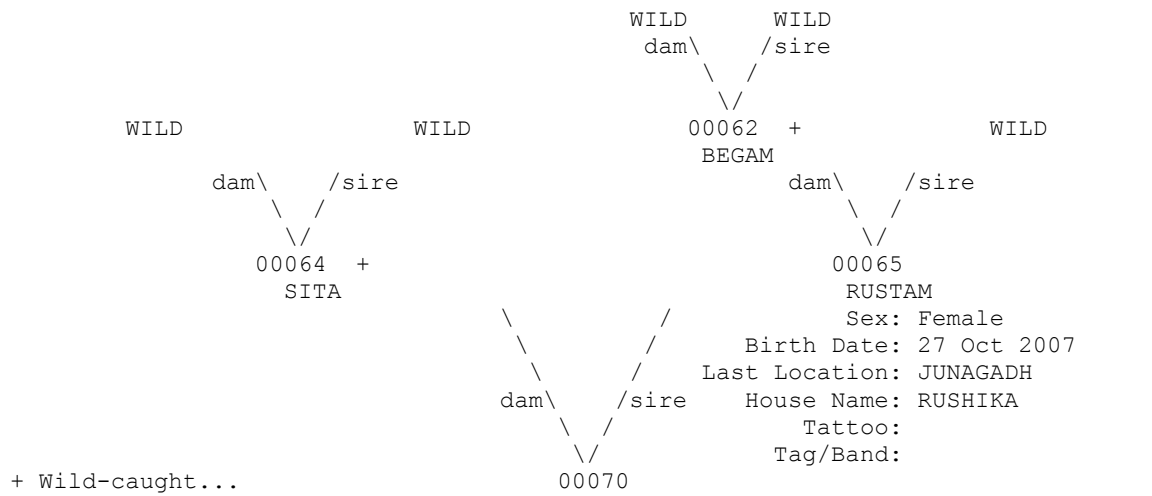 WILD WILD
dam\ /sire
\ /
\/
WILD WILD 00062 + WILD
BEGAM
dam\ /sire dam\ /sire
\ / \ /
\/ \/
00064 + 00065
SITA RUSTAM
\ / Sex: Female
\ / Birth Date: 27 Oct 2007
\ / Last Location: JUNAGADH
dam\ /sire House Name: RUSHIKA
\ / Tattoo:
\/ Tag/Band:
+ Wild-caught... 00070